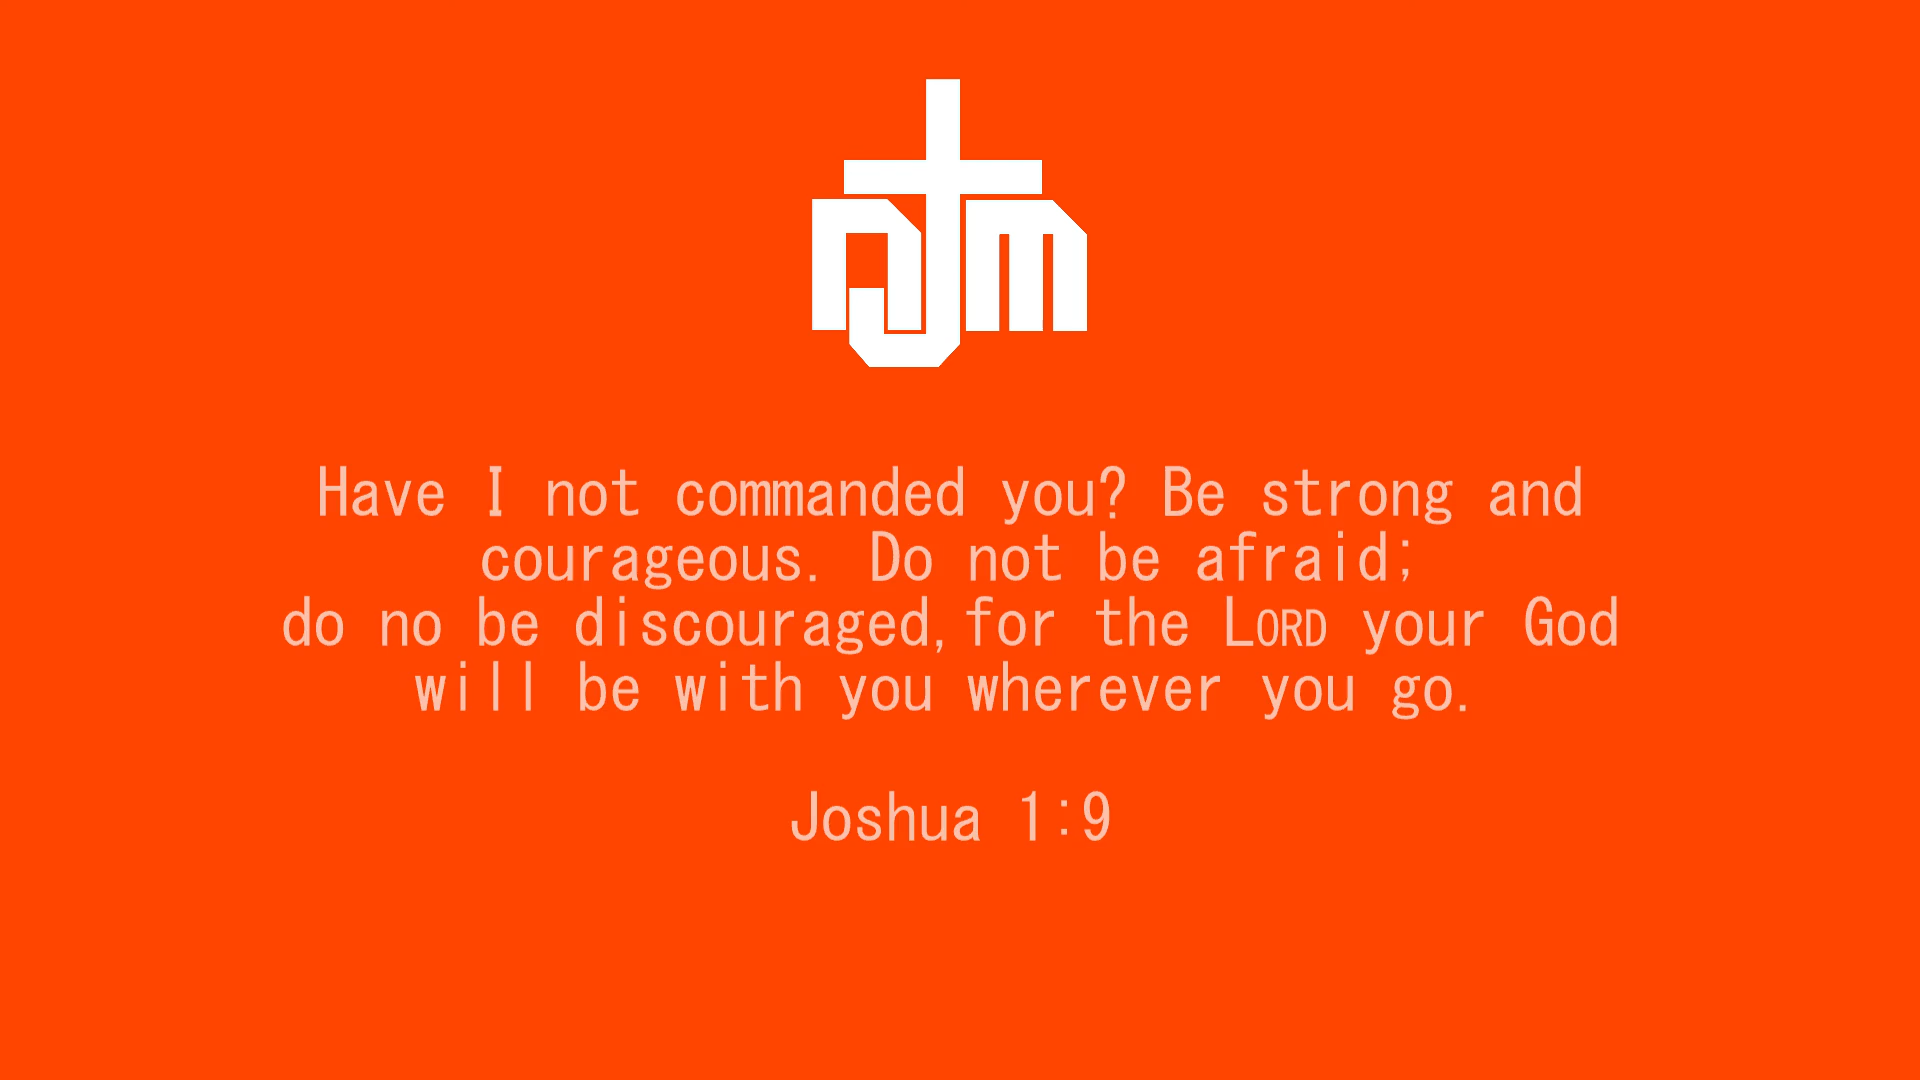 nJm
Have I not commanded you? Be strong and
courageous. Do not be afraid;
do no be discouraged,for the LORD your God
will be with you wherever you go.
Joshua 1:9